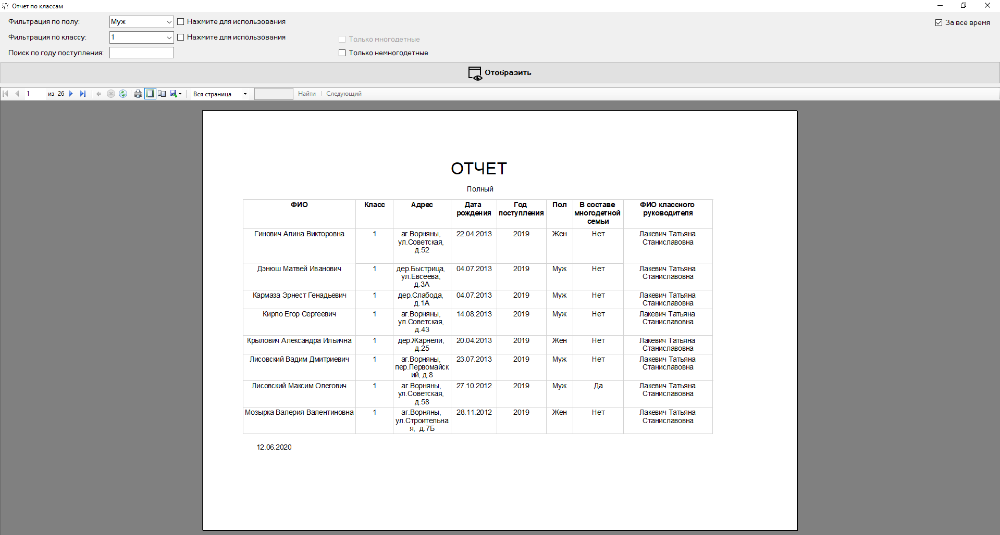 Отчет по классам
Фильтрация по полу: Муж Нажмите для использования За всё время
Фильтрация по классу: 1 Нажмите для использования
Только многодетные
Поиск по году поступления: Только немногодетные
Отобразить
1 из 26 Вся страница Найти | Следующий
ОТЧЕТ
Полный
ФИО Класс Адрес Дата рождения Год поступления Пол В составе многодетной семьи ФИО классного руководителя
Гинович Алина Викторовна 1 аг.Ворняны, ул.Советская, д.52 22.04.2013 2019 Жен Нет Лакевич Татьяна Станиславовна
Дэнюш Матвей Иванович 1 дер.Быстрица, ул.Евсеева, д.3А 04.07.2013 2019 Муж Нет Лакевич Татьяна Станиславовна
Кармаза Эрнест Генадьевич 1 дер.Слабода, д.1А 04.07.2013 2019 Муж Нет Лакевич Татьяна Станиславовна
Кирпо Егор Сергеевич 1 аг.Ворняны, ул.Советская, д.43 14.08.2013 2019 Муж Нет Лакевич Татьяна Станиславовна
Крылович Александра Ильична 1 дер.Жарнели, д.25 20.04.2013 2019 Жен Нет Лакевич Татьяна Станиславовна
Лисовский Вадим Дмитриевич 1 аг.Ворняны, пер.Первомайский, д.8 23.07.2013 2019 Муж Нет Лакевич Татьяна Станиславовна
Лисовский Максим Олегович 1 аг.Ворняны, ул.Советская, д.58 27.10.2012 2019 Муж Да Лакевич Татьяна Станиславовна
Мозырка Валерия Валентиновна 1 аг.Ворняны, ул.Строительная, д.7Б 28.11.2012 2019 Жен Нет Лакевич Татьяна Станиславовна
12.06.2020